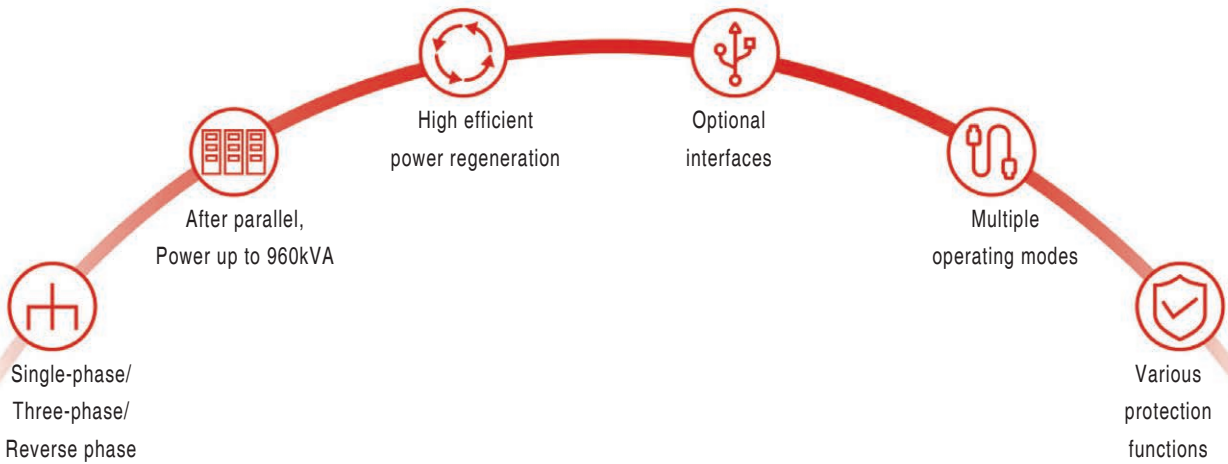 High efficient
power regeneration
Optional
interfaces
After parallel,
Power up to 960kVA
Multiple
operating modes
Single-phase/
Three-phase/
Reverse phase
Various
protection
functions